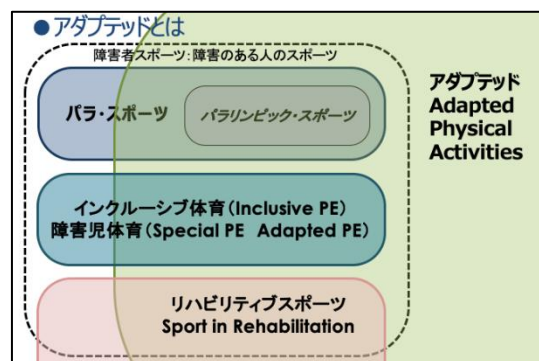 ●アダプテッドとは
障害者スポーツ：障害のある人のスポーツ
パラ・スポーツ
パラリンピック・スポーツ
アダプテッド
Adapted
Physical
Activities
インクルーシブ体育（Inclusive PE）
障害児体育（Special PE  Adapted PE）
リハビリティブスポーツ
Sport in Rehabilitation